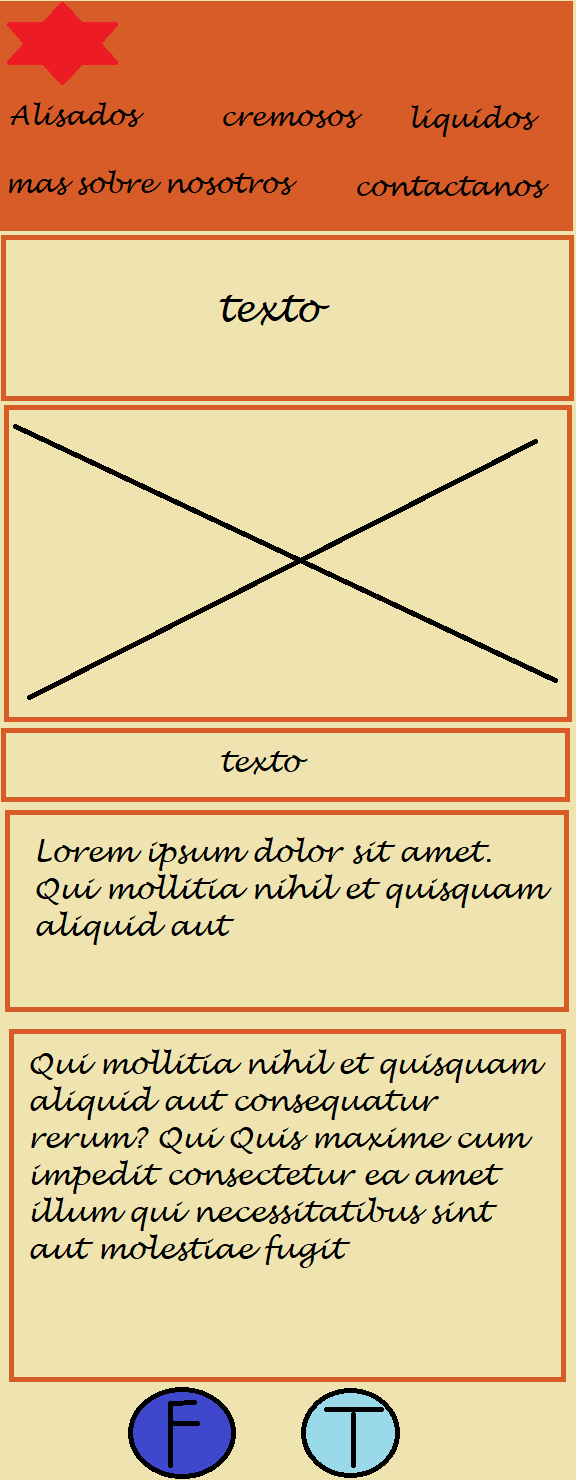 Alisados cremosos liquidos
mas sobre nosotros contactanos
texto
texto
Lorem ipsum dolor sit amet.
Qui mollitia nihil et quisquam
aliquid aut
Qui mollitia nihil et quisquam
aliquid aut consequatur
rerum? Qui Quis maxime cum
impedit consectetur ea amet
illum qui necessitatibus sint
aut molestiae fugit
F T